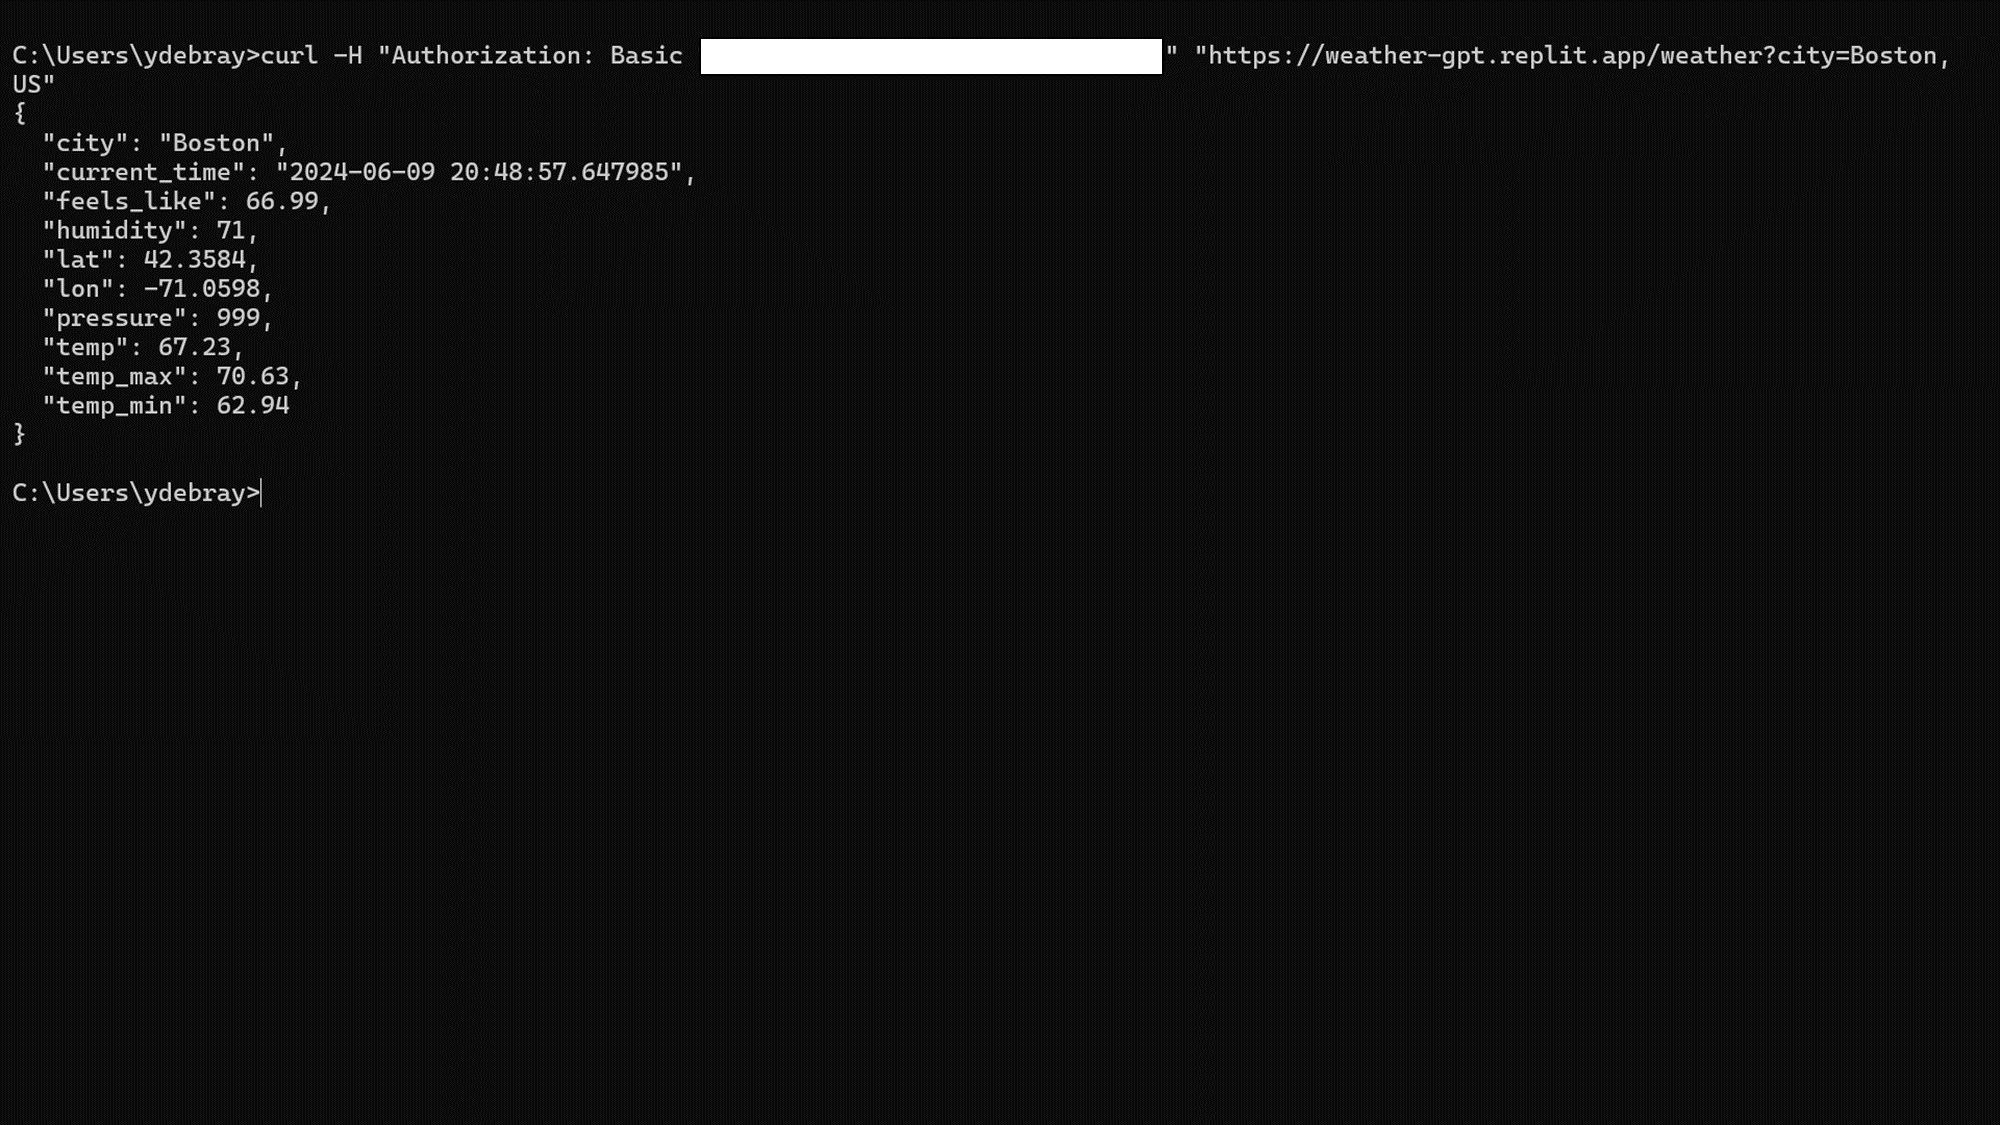 C:\Users\ydebray>curl -H "Authorization: Basic " "https://weather-gpt.replit.app/weather?city=Boston,
US"
{
  "city": "Boston",
  "current_time": "2024-06-09 20:48:57.647985",
  "feels_like": 66.99,
  "humidity": 71,
  "lat": 42.3584,
  "lon": -71.0598,
  "pressure": 999,
  "temp": 67.23,
  "temp_max": 70.63,
  "temp_min": 62.94
}
C:\Users\ydebray>